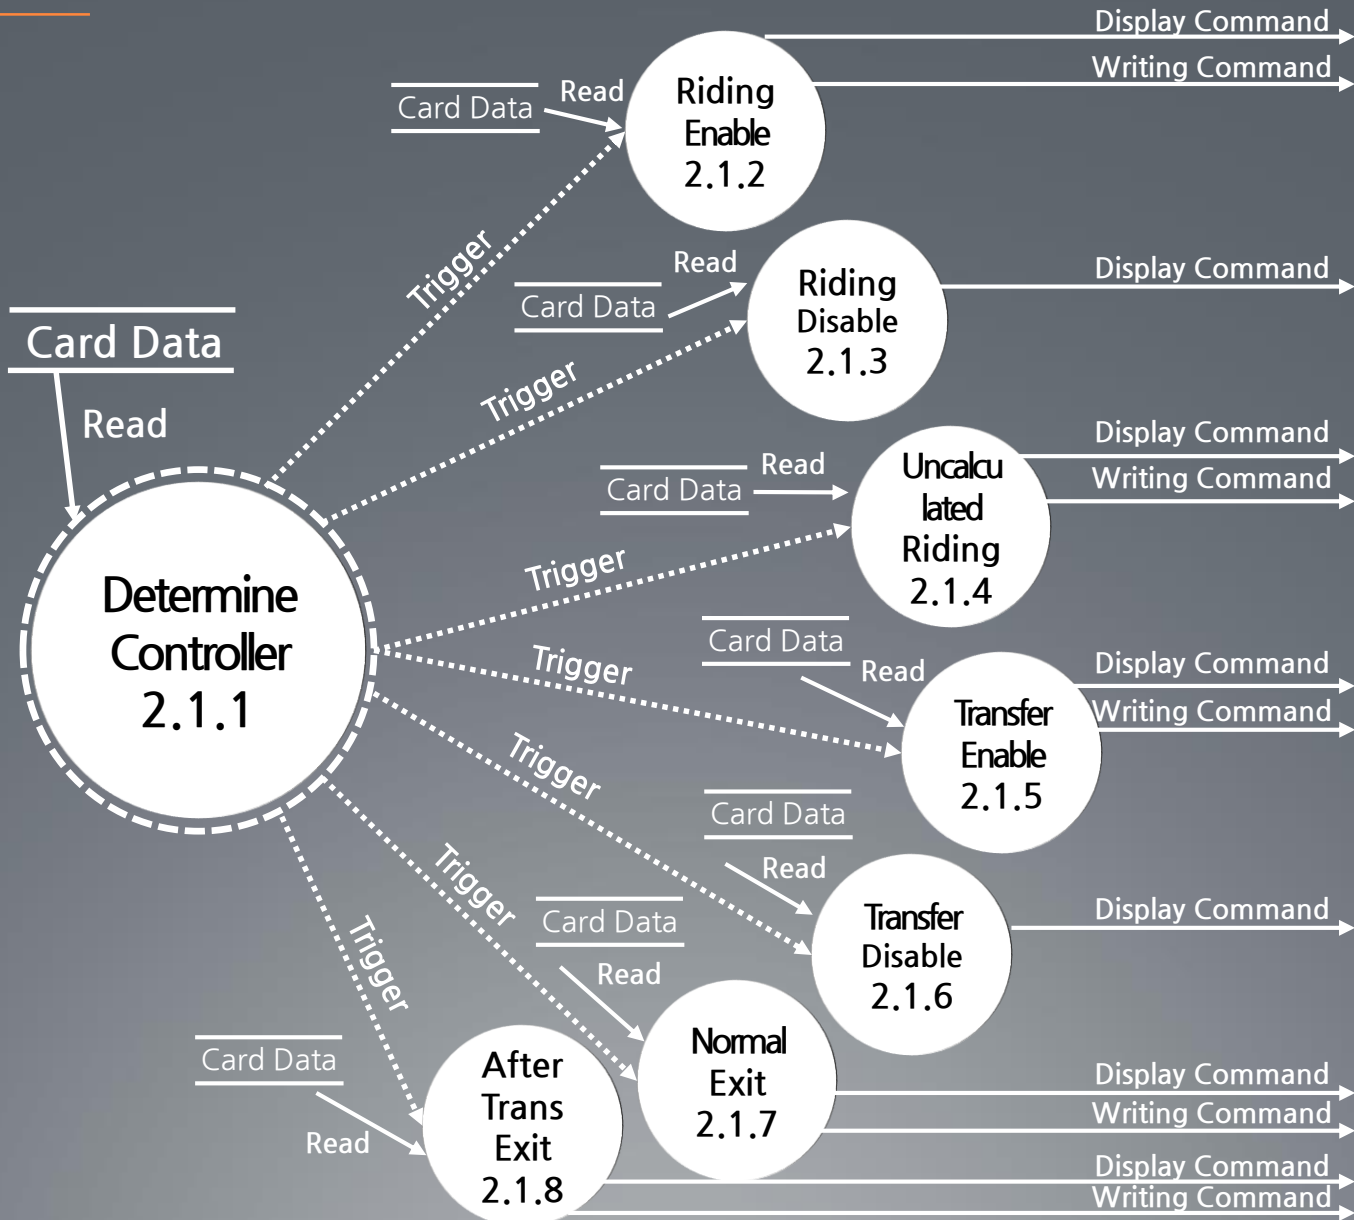 Display Command
Writing Command
Read
Card Data
Riding
Enable
2.1.2
Trigger
Read
Card Data
Riding
Disable
2.1.3
Display Command
Trigger
Card Data
Read
Display Command
Writing Command
Read
Card Data
Uncalcu
lated
Riding
2.1.4
Trigger
Determine
Controller
2.1.1
Card Data
Read
Trigger
Transfer
Enable
2.1.5
Display Command
Writing Command
Trigger
Card Data
Read
Transfer
Disable
2.1.6
Display Command
Trigger
Card Data
Read
Normal
Exit
2.1.7
Display Command
Writing Command
Trigger
Card Data
Read
After
Trans
Exit
2.1.8
Display Command
Writing Command